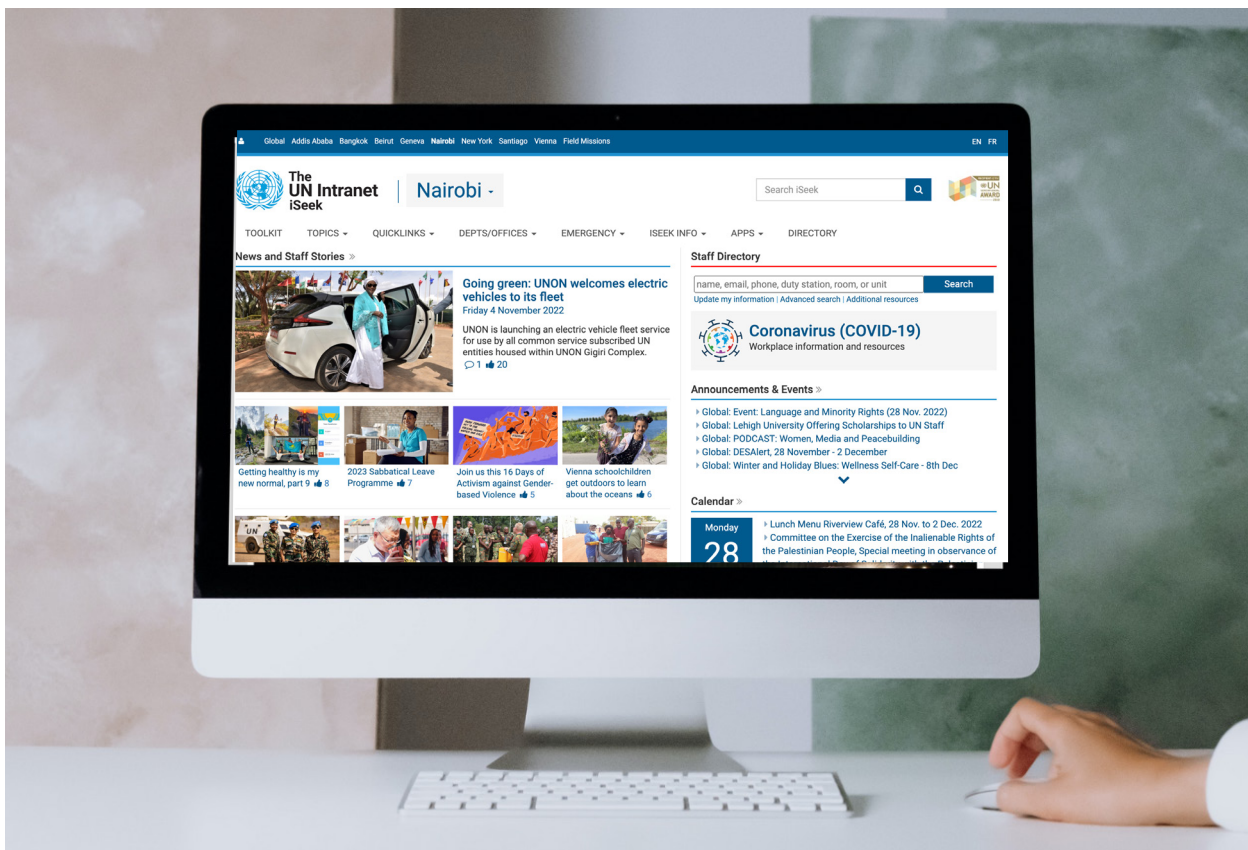 Global Addis Ababa Bangkok Beirut Geneva Nairobi New York Santiago Vienna Field Missions
EN FR
The
UN Intranet
iSeek
Nairobi
Search iSeek
UN
AWARD
TOOLKIT TOPICS QUICKLINKS DEPTS/OFFICES EMERGENCY ISEEK INFO APPS DIRECTORY
News and Staff Stories »
Going green: UNON welcomes electric
vehicles to its fleet
Friday 4 November 2022
UNON is launching an electric vehicle fleet service
for use by all common service subscribed UN
entities housed within UNON Gigiri Complex.
1 20
Getting healthy is my
new normal, part 9 8
2023 Sabbatical Leave
Programme 7
Join us this 16 Days of
Activism against Gender-
based Violence 5
Vienna schoolchildren
get outdoors to learn
about the oceans 6
UN
Staff Directory
name, email, phone, duty station, room, or unit
Search
Update my information | Advanced search | Additional resources
Coronavirus (COVID-19)
Workplace information and resources
Announcements & Events »
Global: Event: Language and Minority Rights (28 Nov. 2022)
Global: Lehigh University Offering Scholarships to UN Staff
Global: PODCAST: Women, Media and Peacebuilding
Global: DESAlert, 28 November - 2 December
Global: Winter and Holiday Blues: Wellness Self-Care - 8th Dec
Calendar »
Monday
28
Lunch Menu Riverview Café, 28 Nov. to 2 Dec. 2022
Committee on the Exercise of the Inalienable Rights of
the Palestinian People, Special meeting in observance of